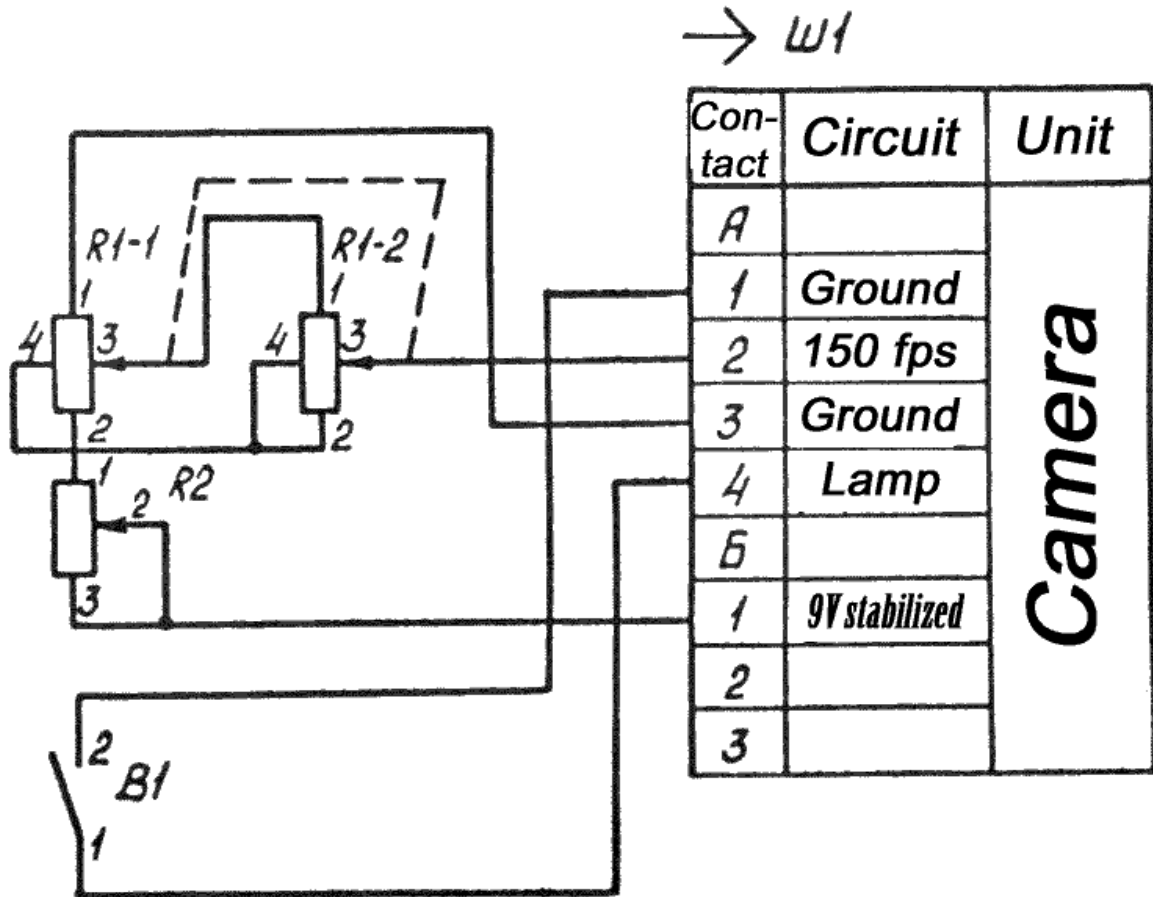 Ш1
Con-
tact
Circuit
Unit
А
1
Ground
2
150 fps
3
Ground
4
Lamp
Б
1
9V stabilized
2
3
Camera
R1-1
1
4
3
2
R1-2
1
4
3
2
1
R2
2
3
2
B1
1